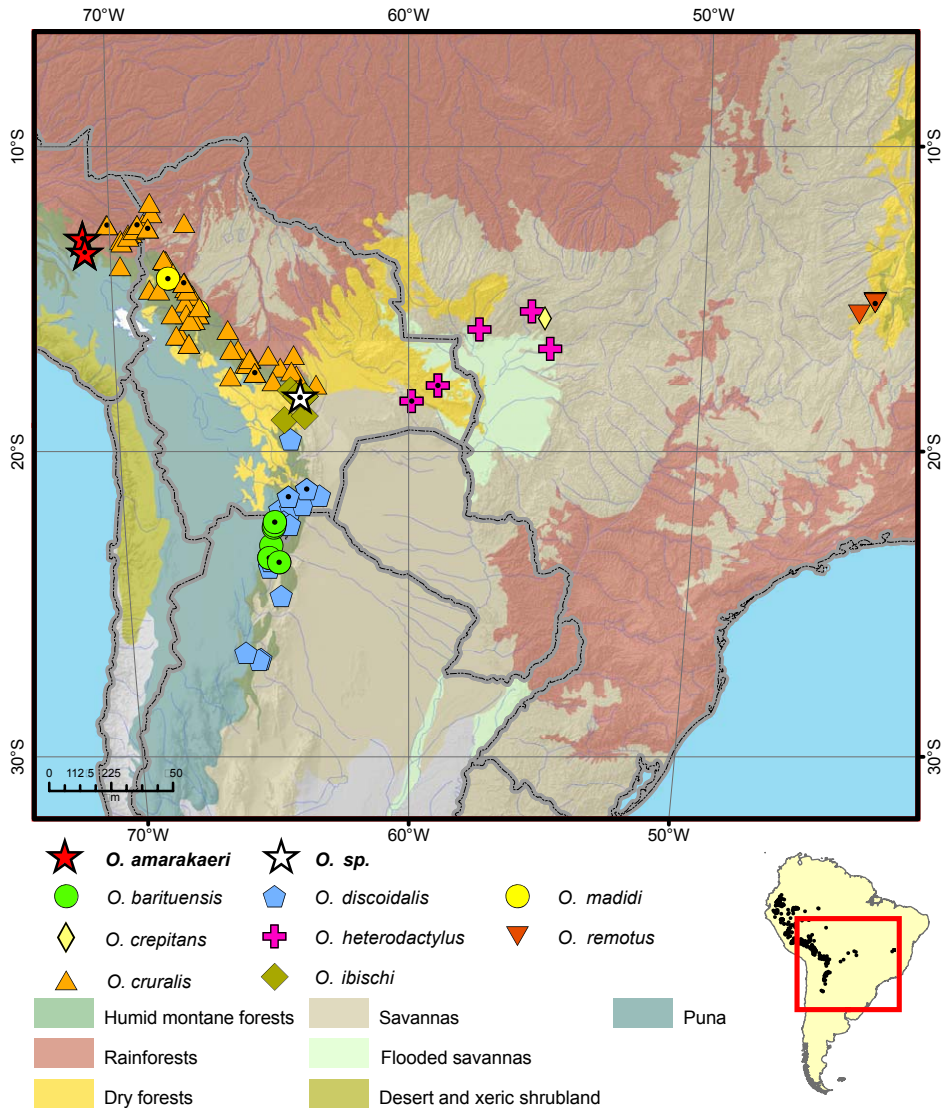 70°W 60°W 50°W
10°S 10°S
20°S 20°S
30°S 30°S
0 112.5 225 50
m
70°W 60°W 50°W
O. amarakaeri O. sp.
O. barituensis O. discoidalis O. madidi
O. crepitans O. heterodactylus O. remotus
O. cruralis O. ibischi
Humid montane forests Savannas Puna
Rainforests Flooded savannas
Dry forests Desert and xeric shrubland